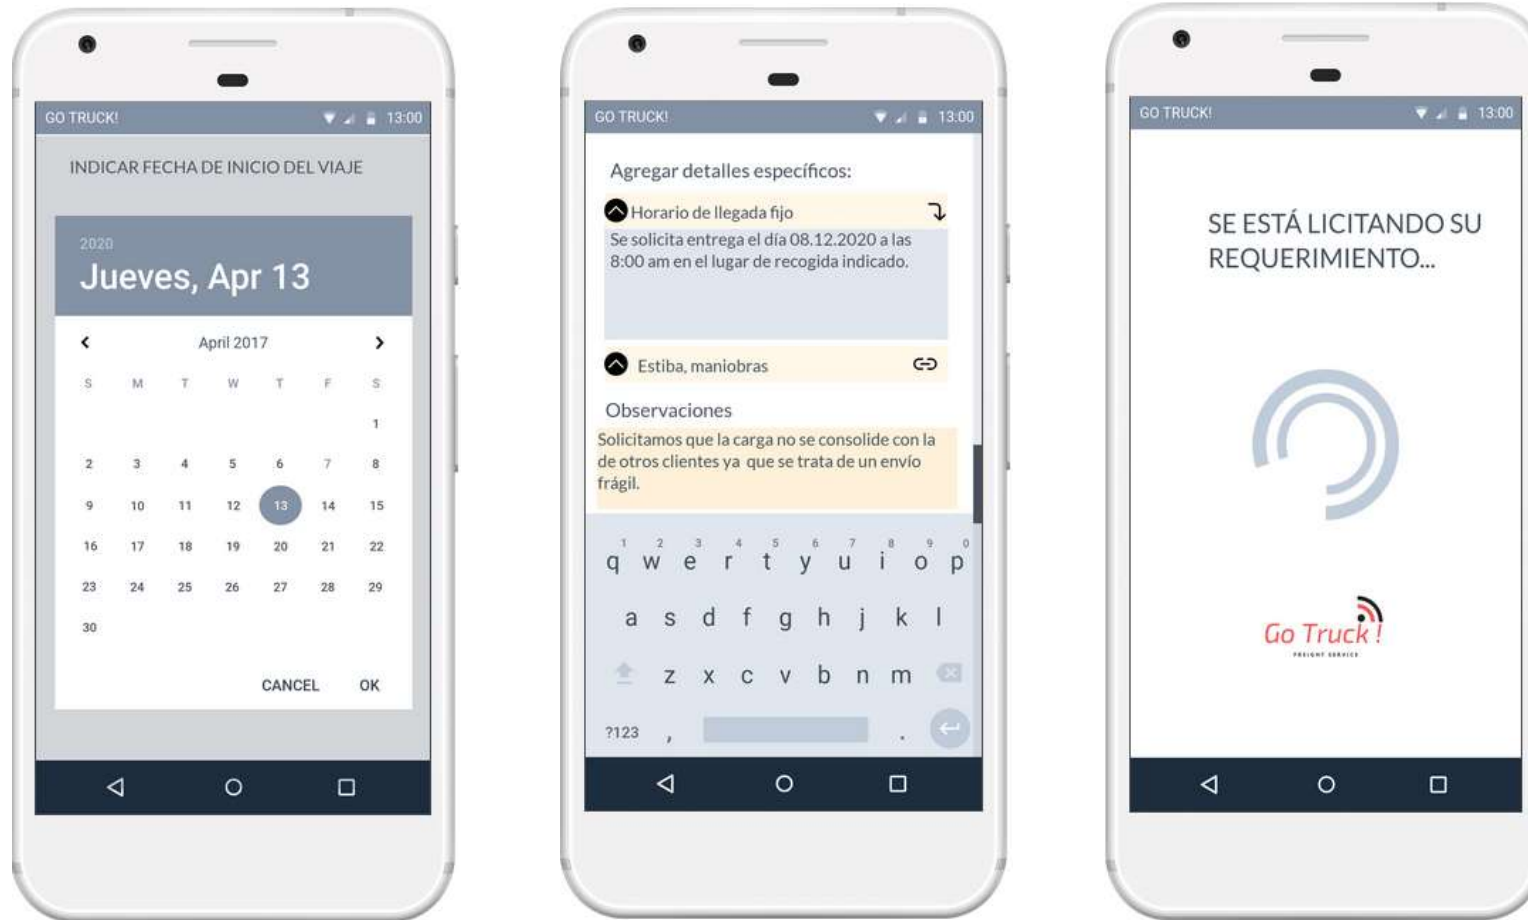 GO TRUCK! 13:00
INDICAR FECHA DE INICIO DEL VIAJE
2020
Jueves, Apr 13
April 2017
S M T W T F S
1
2 3 4 5 6 7 8
9 10 11 12 13 14 15
16 17 18 19 20 21 22
23 24 25 26 27 28 29
30
CANCEL OK
GO TRUCK! 13:00
Agregar detalles específicos:
Horario de llegada fijo
Se solicita entrega el día 08.12.2020 a las
8:00 am en el lugar de recogida indicado.
Estiba, maniobras
Observaciones
Solicitamos que la carga no se consolide con la
de otros clientes ya que se trata de un envío
frágil.
1 2 3 4 5 6 7 8 9 0
q w e r t y u i o p
a s d f g h j k l
z x c v b n m
?123 , .
GO TRUCK! 13:00
SE ESTÁ LICITANDO SU
REQUERIMIENTO...
Go Truck !
FREIGHT SERVICE